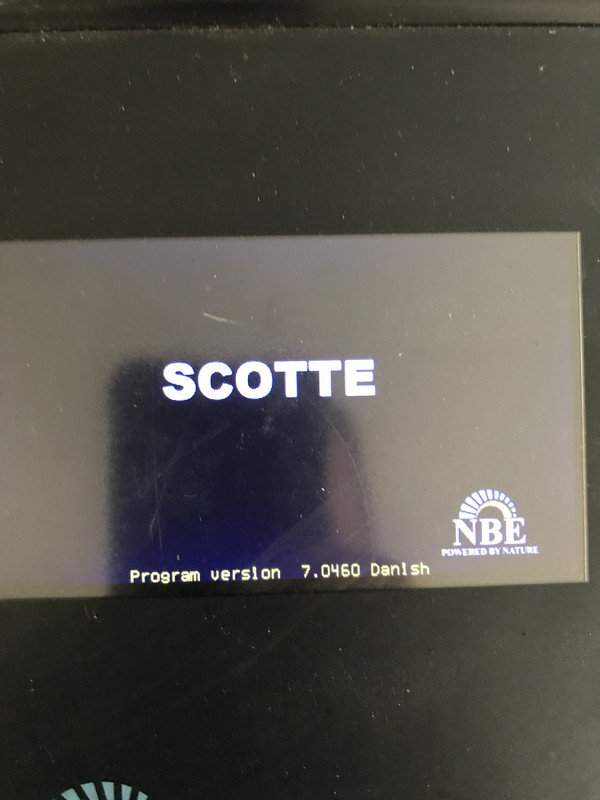 SCOTTE
NBE
POWERED BY NATURE
Program version 7.0460 Danish